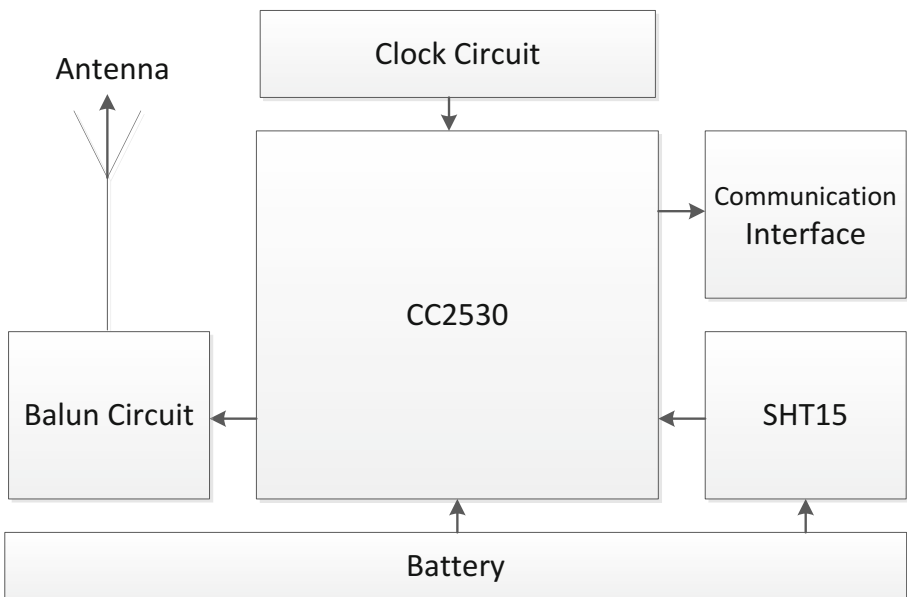 Clock Circuit
Antenna
Communication
Interface
CC2530
Balun Circuit
SHT15
Battery